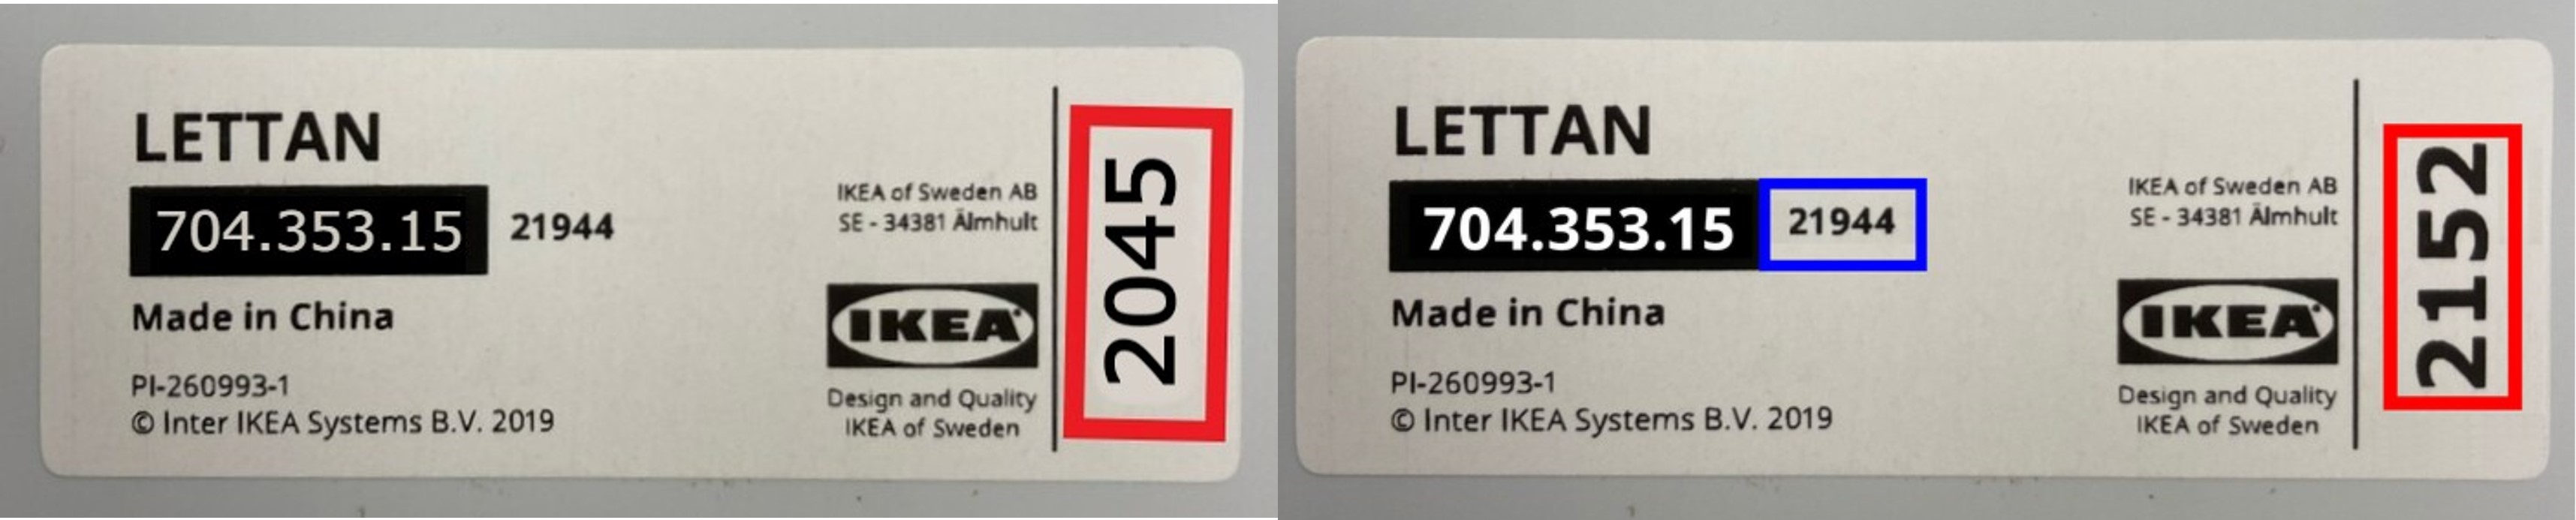 LETTAN
704.353.15 21944
Made in China
PI-260993-1
© Inter IKEA Systems B.V. 2019
IKEA of Sweden AB
SE - 34381 Älmhult
IKEA
Design and Quality
IKEA of Sweden
2045
LETTAN
704.353.15 21944
Made in China
PI-260993-1
© Inter IKEA Systems B.V. 2019
IKEA of Sweden AB
SE - 34381 Älmhult
IKEA
Design and Quality
IKEA of Sweden
2152